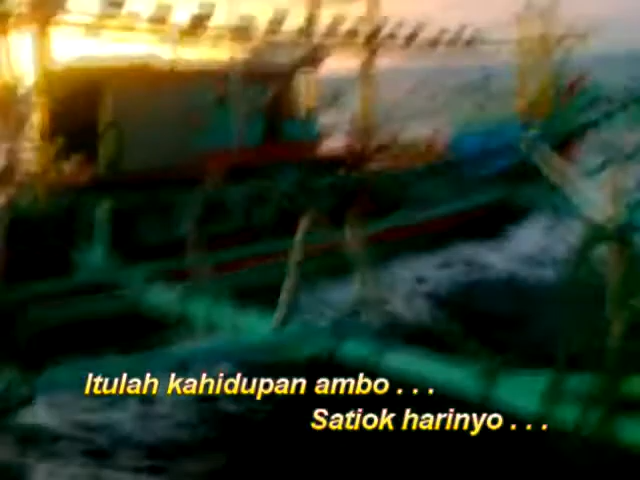 Itulah kahidupan ambo . . .
Satiok harinyo . . .